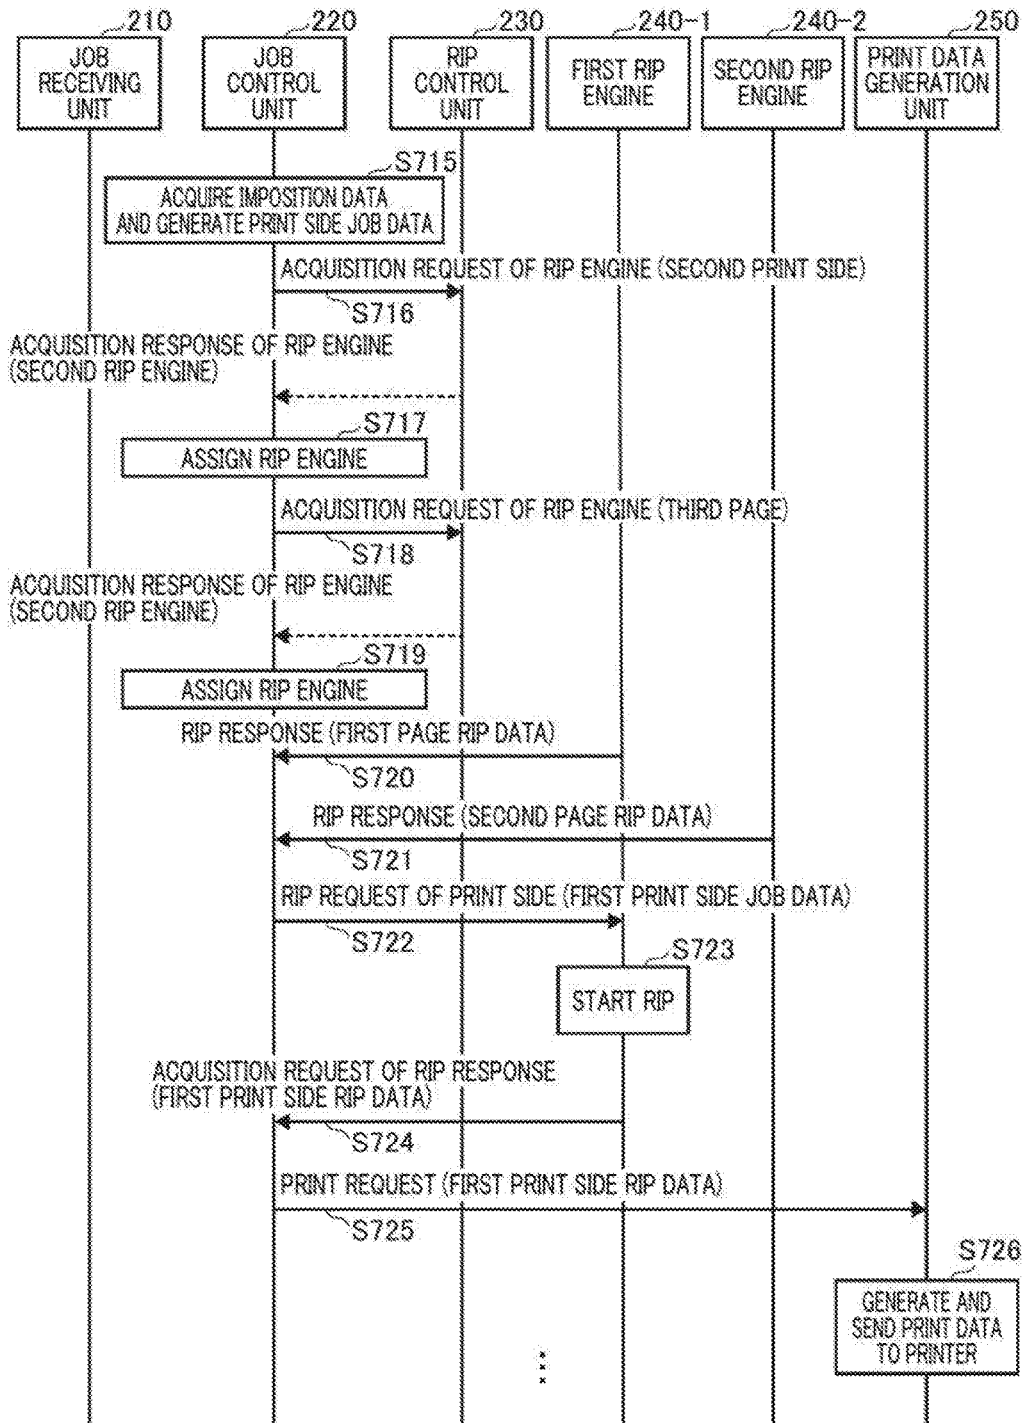 210
220
230
240-1
240-2
250
JOB
RECEIVING
UNIT
JOB
CONTROL
UNIT
RIP
CONTROL
UNIT
FIRST RIP
ENGINE
SECOND RIP
ENGINE
PRINT DATA
GENERATION
UNIT
S715
ACQUIRE IMPOSITION DATA
AND GENERATE PRINT SIDE JOB DATA
ACQUISITION REQUEST OF RIP ENGINE (SECOND PRINT SIDE)
S716
ACQUISITION RESPONSE OF RIP ENGINE
(SECOND RIP ENGINE)
S717
ASSIGN RIP ENGINE
ACQUISITION REQUEST OF RIP ENGINE (THIRD PAGE)
S718
ACQUISITION RESPONSE OF RIP ENGINE
(SECOND RIP ENGINE)
S719
ASSIGN RIP ENGINE
RIP RESPONSE (FIRST PAGE RIP DATA)
S720
RIP RESPONSE (SECOND PAGE RIP DATA)
S721
RIP REQUEST OF PRINT SIDE (FIRST PRINT SIDE JOB DATA)
S722
S723
START RIP
ACQUISITION REQUEST OF RIP RESPONSE
(FIRST PRINT SIDE RIP DATA)
S724
PRINT REQUEST (FIRST PRINT SIDE RIP DATA)
S725
S726
GENERATE AND
SEND PRINT DATA
TO PRINTER